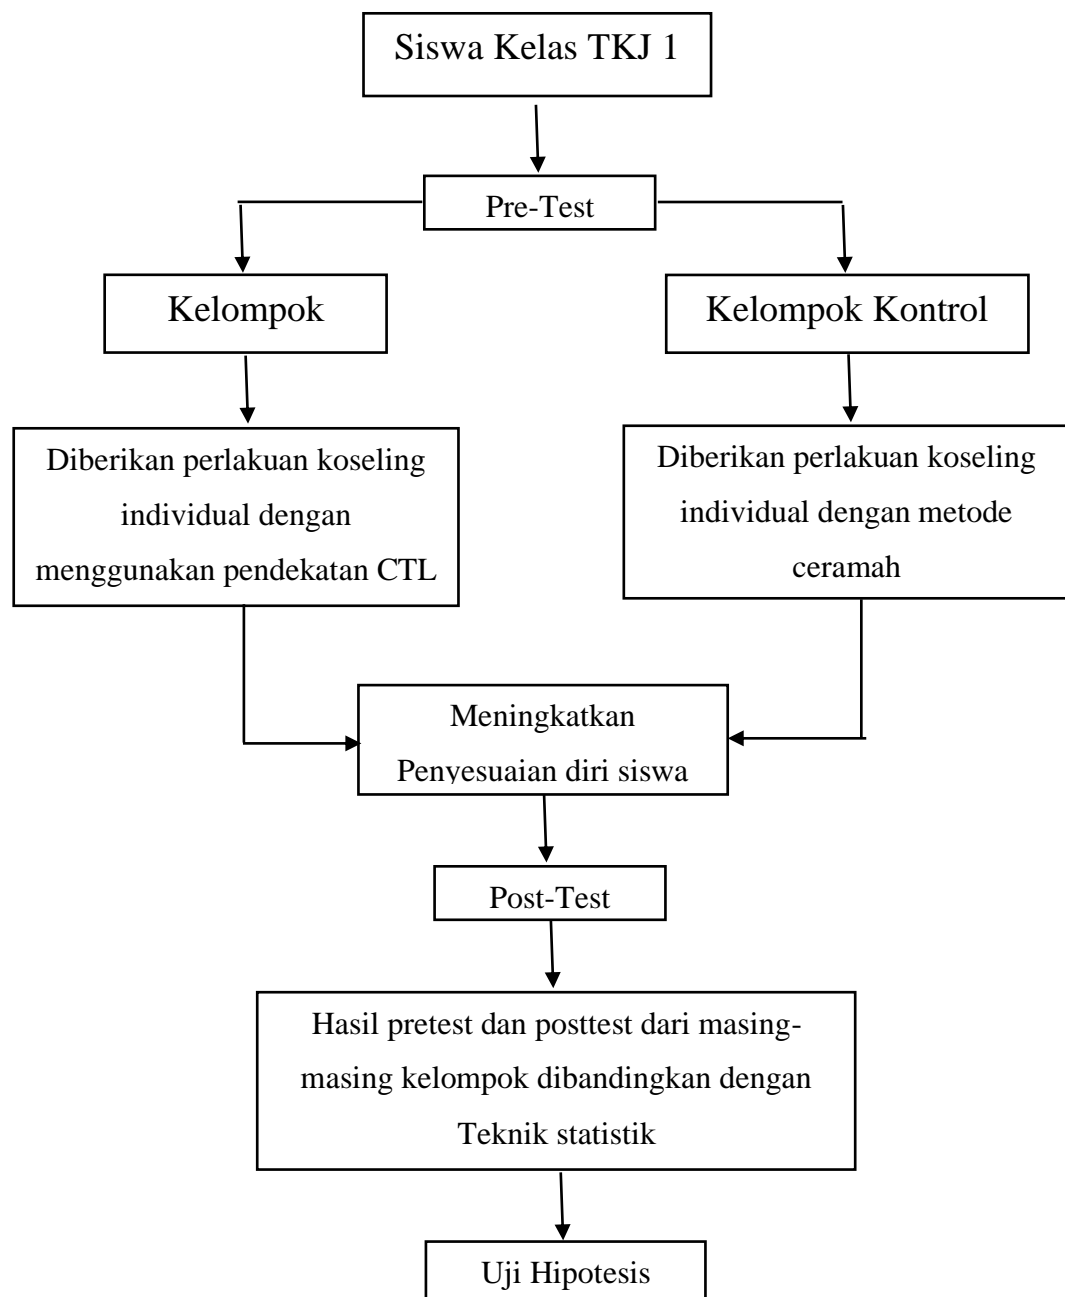 Siswa Kelas TKJ 1
Pre-Test
Kelompok
Kelompok Kontrol
Diberikan perlakuan koseling
individual dengan
menggunakan pendekatan CTL
Diberikan perlakuan koseling
individual dengan metode
ceramah
Meningkatkan
Penyesuaian diri siswa
Post-Test
Hasil pretest dan posttest dari masing-
masing kelompok dibandingkan dengan
Teknik statistik
Uji Hipotesis